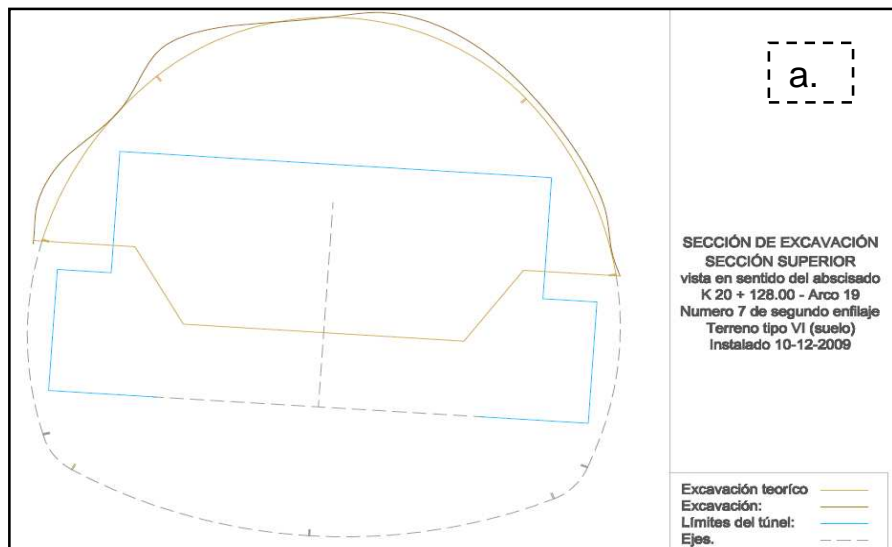 a.
SECCIÓN DE EXCAVACIÓN
SECCIÓN SUPERIOR
vista en sentido del abscisado
K 20 + 128.00 - Arco 19
Numero 7 de segundo enfilaje
Terreno tipo VI (suelo)
Instalado 10-12-2009
Excavación teorico
Excavación:
Límites del túnel:
Ejes.